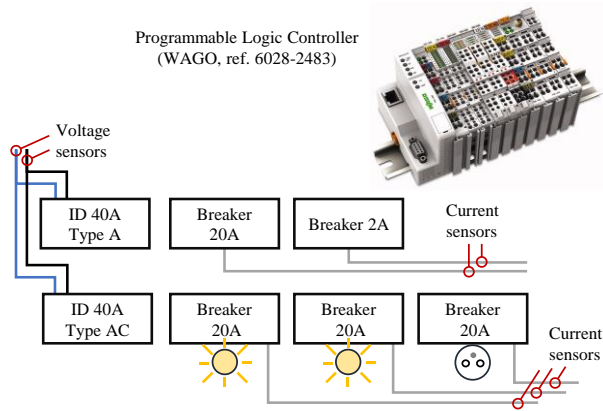 Programmable Logic Controller
(WAGO, ref. 6028-2483)
Voltage
sensors
ID 40A
Type A
Breaker
20A
Breaker 2A
Current
sensors
ID 40A
Type AC
Breaker
20A
Breaker
20A
Breaker
20A
Current
sensors